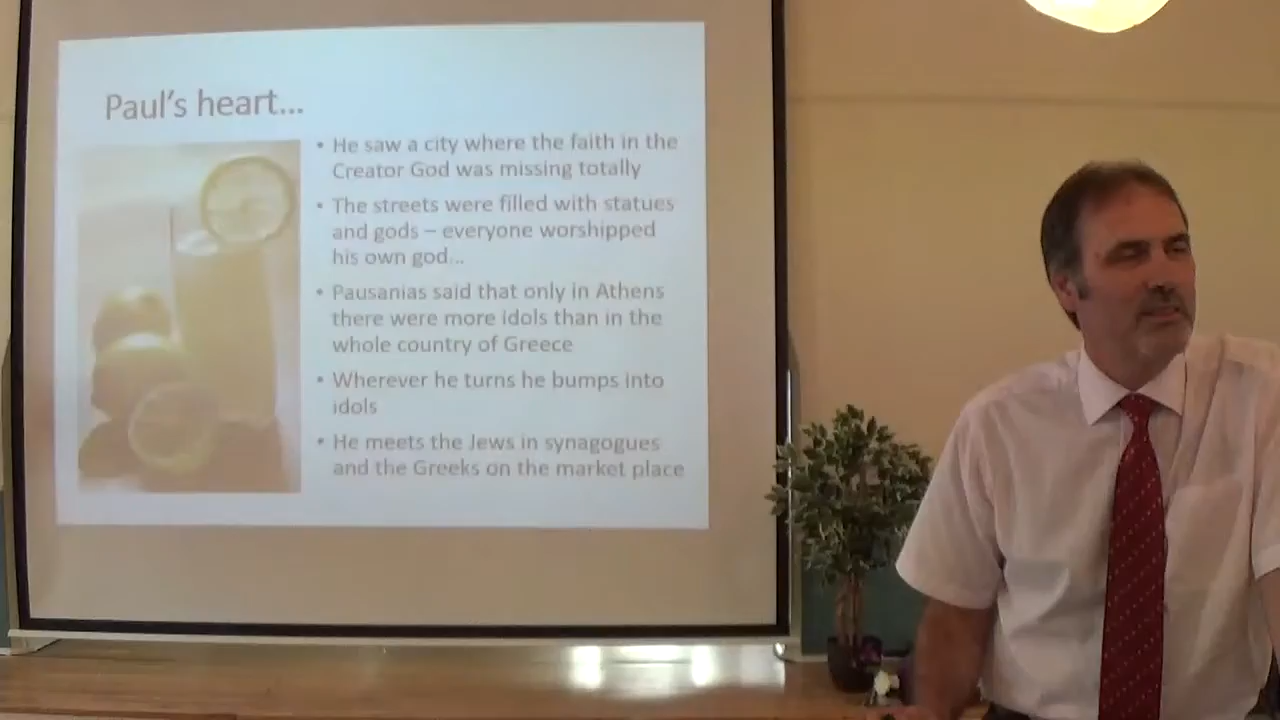 Paul's heart...
• He saw a city where the faith in the
Creator God was missing totally
• The streets were filled with statues
and gods – everyone worshipped
his own god...
• Pausanias said that only in Athens
there were more idols than in the
whole country of Greece
• Wherever he turns he bumps into
idols
• He meets the Jews in synagogues
and the Greeks on the market place